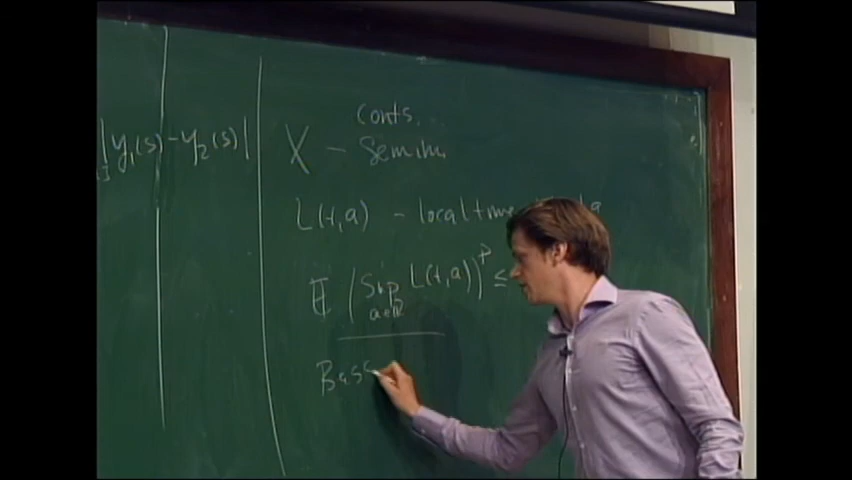 |y₁(s) - y₂(s)|
conts.
X - Semim.
L(t,a) - local time
E (sup L(t,a))^p ≤
a∈R
Bass